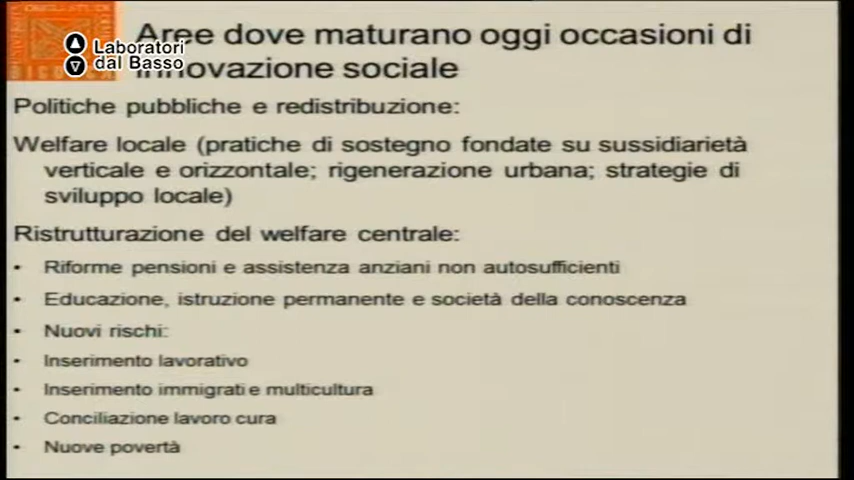 Aree dove maturano oggi occasioni di
innovazione sociale
Laboratori
dal Basso
BICOCCA
Politiche pubbliche e redistribuzione:
Welfare locale (pratiche di sostegno fondate su sussidiarietà
verticale e orizzontale; rigenerazione urbana; strategie di
sviluppo locale)
Ristrutturazione del welfare centrale:
• Riforme pensioni e assistenza anziani non autosufficienti
• Educazione, istruzione permanente e società della conoscenza
• Nuovi rischi:
• Inserimento lavorativo
• Inserimento immigrati e multicultura
• Conciliazione lavoro cura
• Nuove povertà